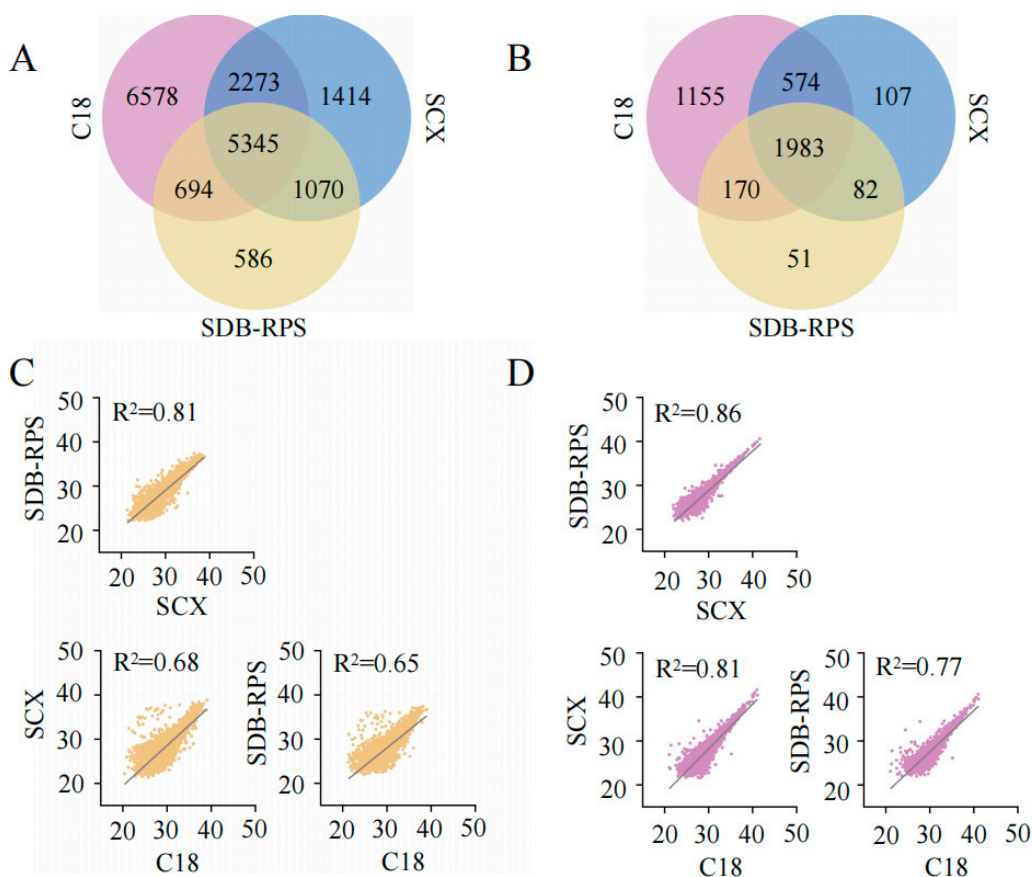 A
C18
6578
2273
1414
SCX
5345
694
1070
586
SDB-RPS
B
C18
1155
574
107
SCX
1983
170
82
51
SDB-RPS
C
SDB-RPS
50
40
30
20
R²=0.81
20 30 40 50
SCX
SCX
50
40
30
20
R²=0.68
20 30 40 50
C18
SDB-RPS
50
40
30
20
R²=0.65
20 30 40 50
C18
D
SDB-RPS
50
40
30
20
R²=0.86
20 30 40 50
SCX
SCX
50
40
30
20
R²=0.81
20 30 40 50
C18
SDB-RPS
50
40
30
20
R²=0.77
20 30 40 50
C18